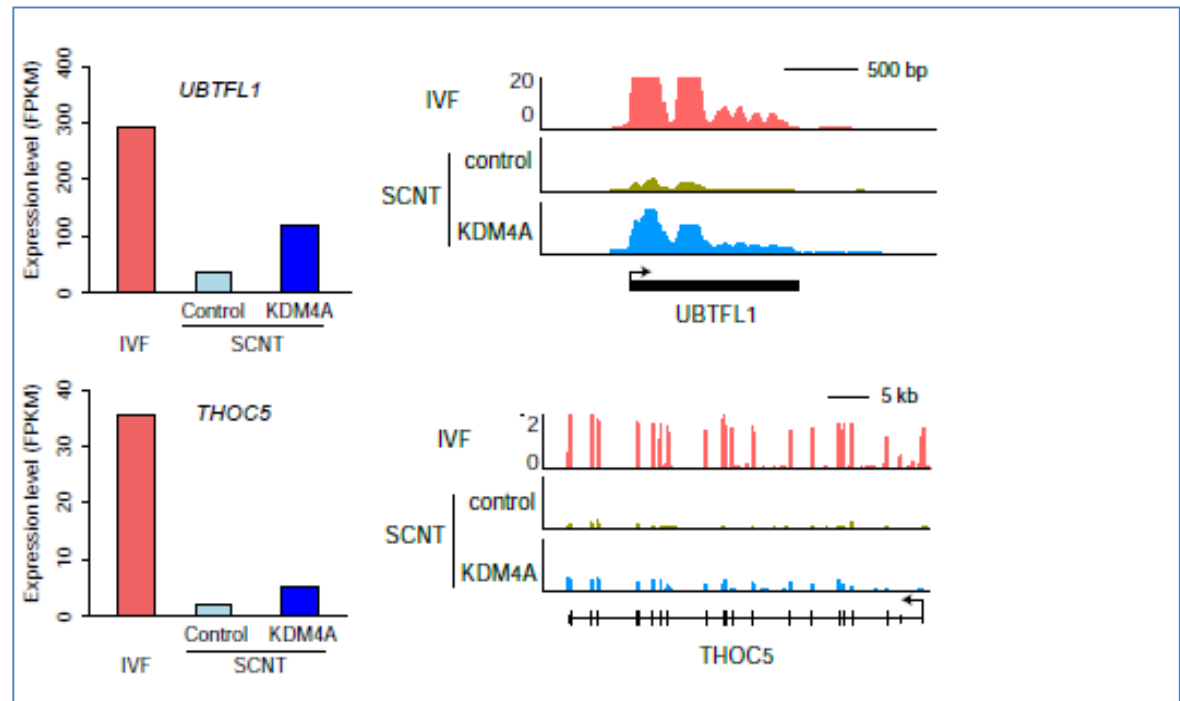 Expression level (FPKM)
400
300
200
100
0
UBTFL1
Control KDM4A
IVF SCNT
500 bp
IVF
20
0
SCNT
control
KDM4A
UBTFL1
Expression level (FPKM)
40
30
20
10
0
THOC5
Control KDM4A
IVF SCNT
5 kb
IVF
2
0
SCNT
control
KDM4A
THOC5